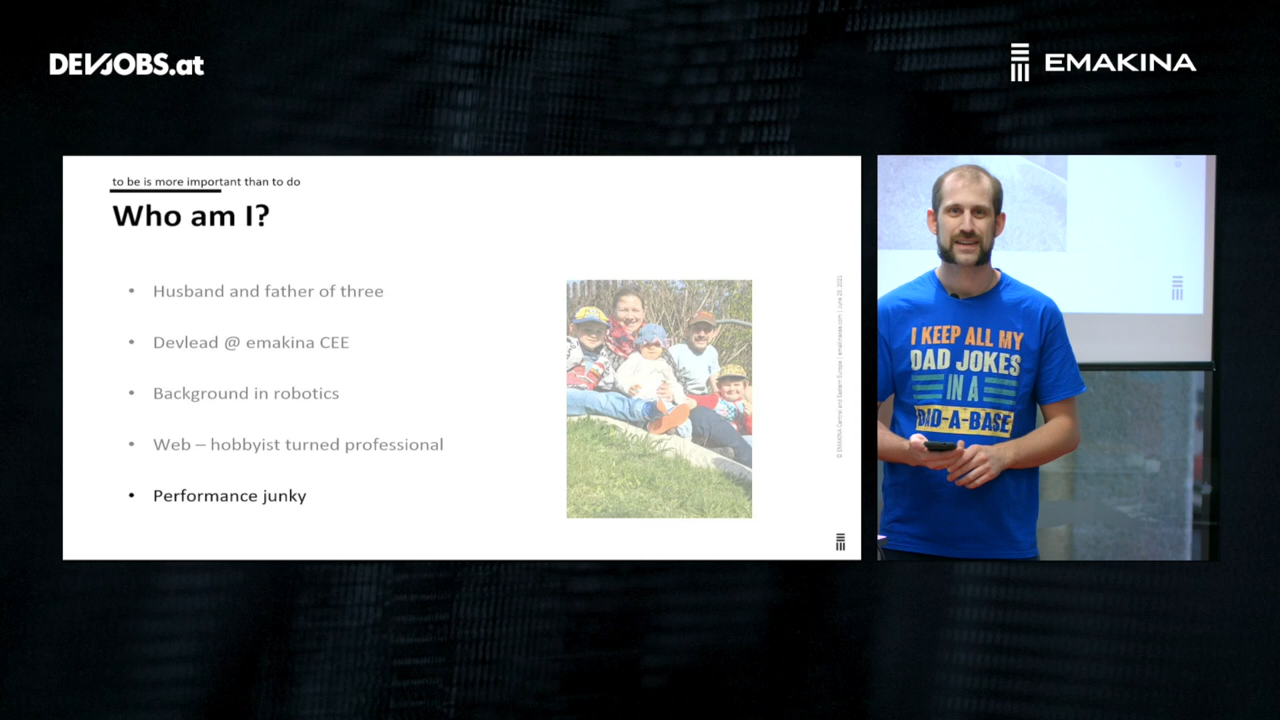 DEVJOBS.at
EMAKINA
to be is more important than to do
Who am I?
• Husband and father of three
• Devlead @ emakina CEE
• Background in robotics
• Web – hobbyist turned professional
• Performance junky
I KEEP ALL MY
DAD JOKES
IN A
DAD-A-BASE